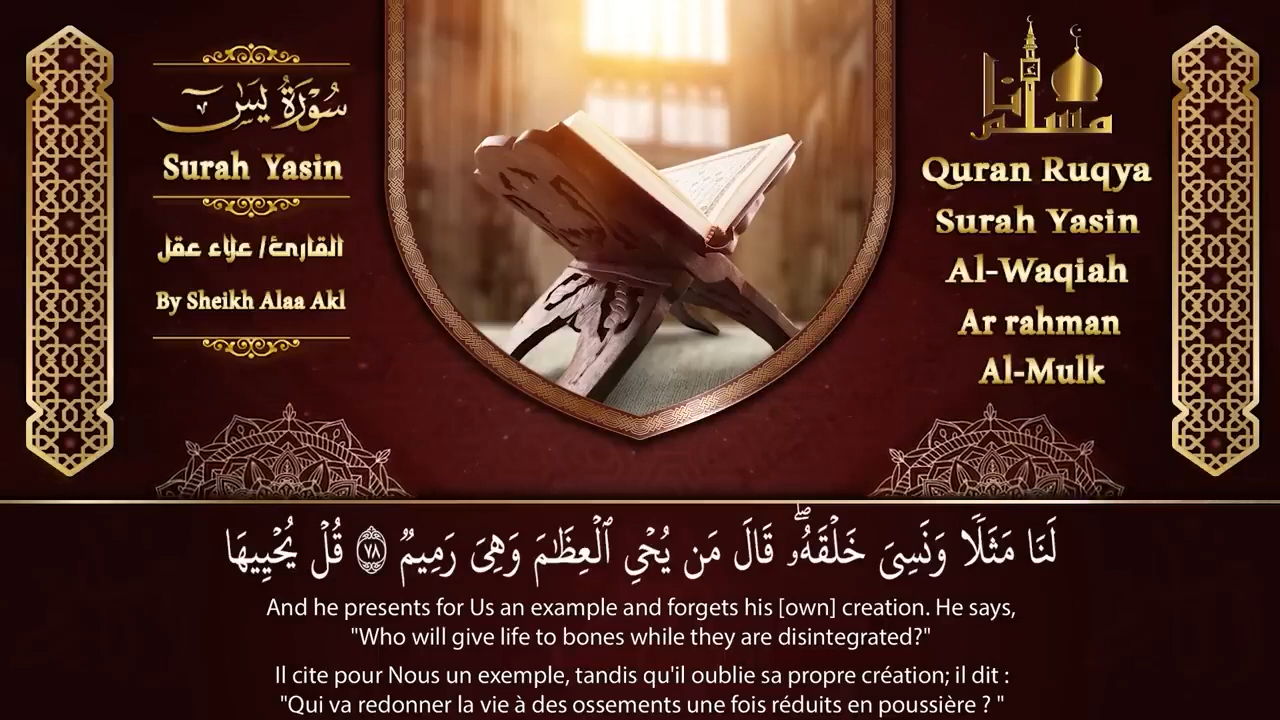 سُورَةُ يسٓ
Surah Yasin
القارئ/ علاء عقل
By Sheikh Alaa Akl
مسلم أنا
Quran Ruqya
Surah Yasin
Al-Waqiah
Ar rahman
Al-Mulk
لَنَا مَثَلًا وَنَسِىَ خَلْقَهُۥۖ قَالَ مَن يُحْىِ ٱلْعِظَٰمَ وَهِىَ رَمِيمٌ ٧٨ قُلْ يُحْيِيهَا
And he presents for Us an example and forgets his [own] creation. He says,
"Who will give life to bones while they are disintegrated?"
Il cite pour Nous un exemple, tandis qu'il oublie sa propre création; il dit :
"Qui va redonner la vie à des ossements une fois réduits en poussière ? "